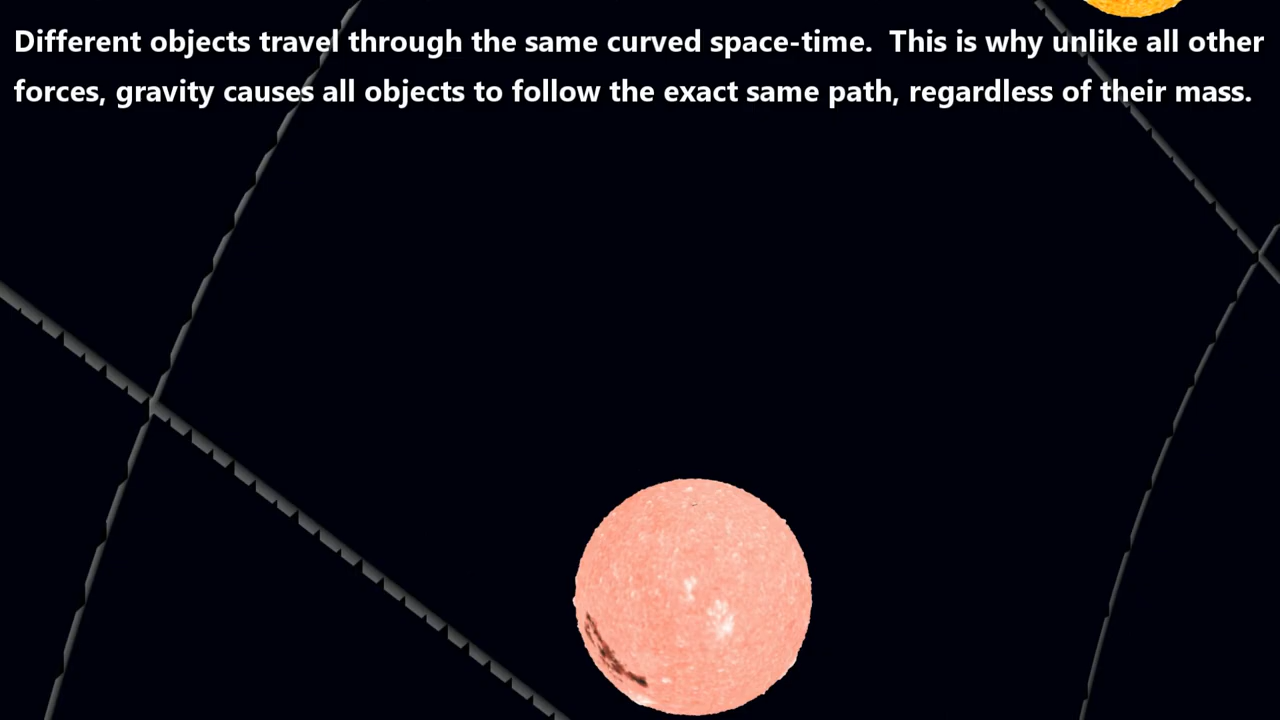 Different objects travel through the same curved space-time.  This is why unlike all other
forces, gravity causes all objects to follow the exact same path, regardless of their mass.